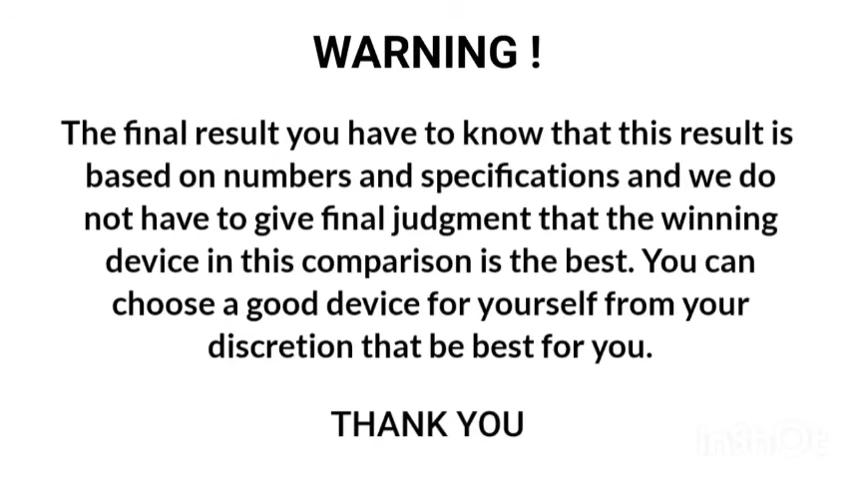 WARNING !
The final result you have to know that this result is
based on numbers and specifications and we do
not have to give final judgment that the winning
device in this comparison is the best. You can
choose a good device for yourself from your
discretion that be best for you.
THANK YOU
InShOt